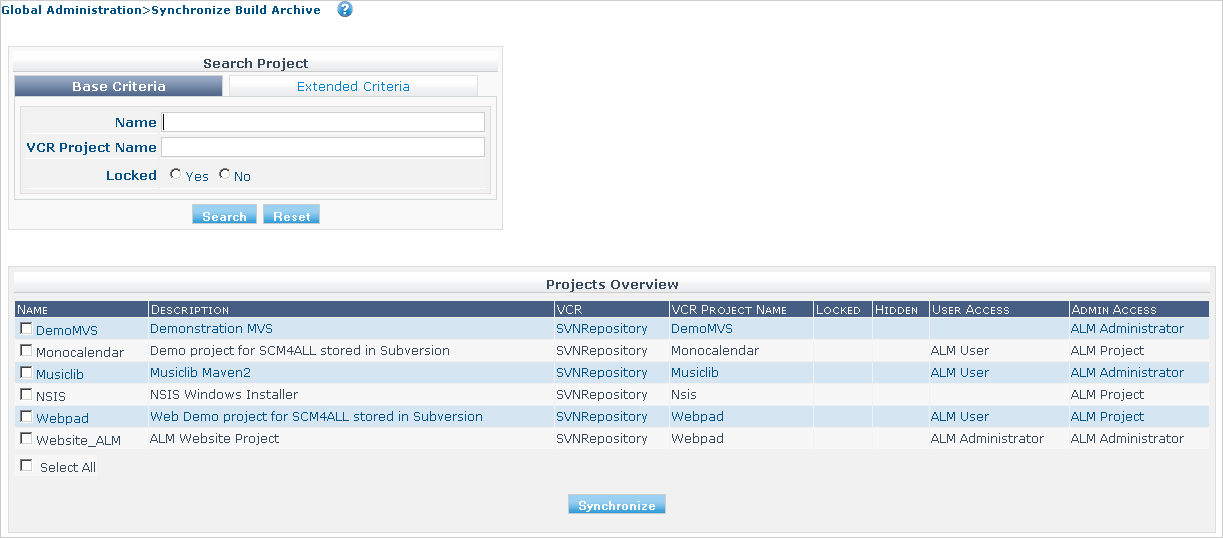 Global Administration>Synchronize Build Archive ?
Search Project
Base Criteria Extended Criteria
Name
VCR Project Name
Locked Yes No
Search Reset
Projects Overview
Name Description VCR VCR Project Name Locked Hidden User Access Admin Access
DemoMVS Demonstration MVS SVNRepository DemoMVS ALM Administrator
Monocalendar Demo project for SCM4ALL stored in Subversion SVNRepository Monocalendar ALM User ALM Project
Musiclib Musiclib Maven2 SVNRepository Musiclib ALM User ALM Administrator
NSIS NSIS Windows Installer SVNRepository Nsis ALM Project
Webpad Web Demo project for SCM4ALL stored in Subversion SVNRepository Webpad ALM User ALM Project
Website_ALM ALM Website Project SVNRepository Webpad ALM Administrator ALM Administrator
Select All
Synchronize